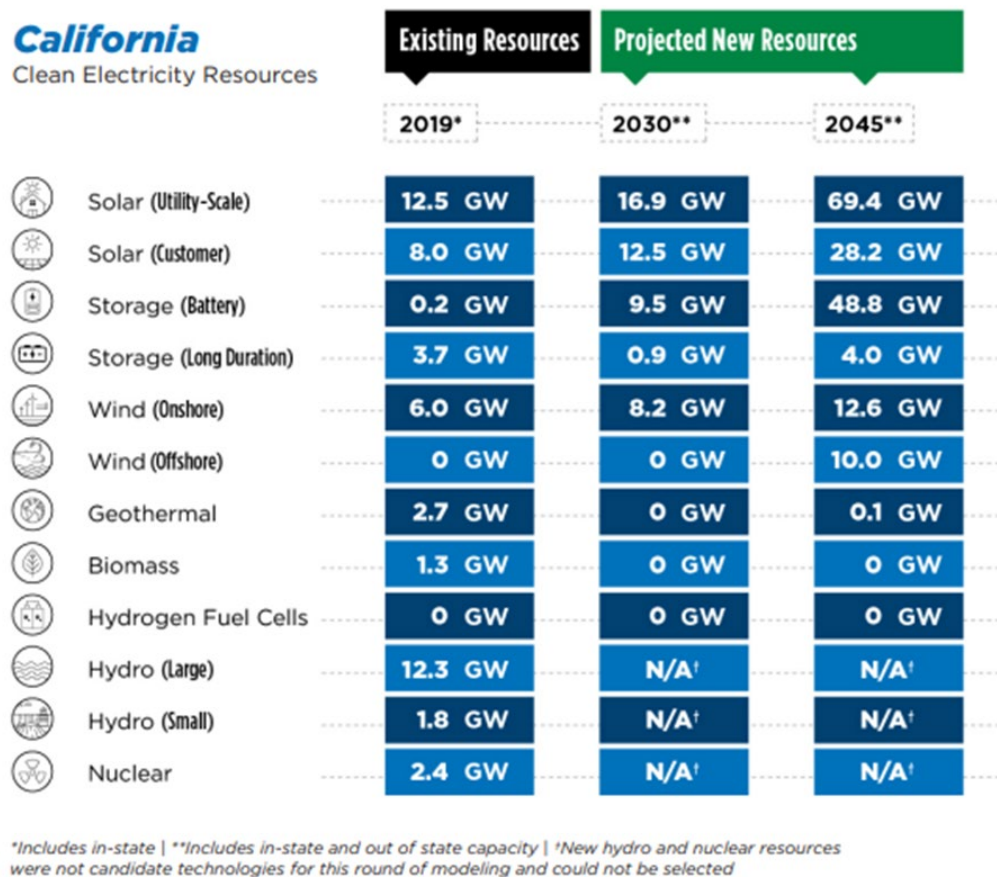 California
Clean Electricity Resources
Existing Resources Projected New Resources
2019* 2030** 2045**
Solar (Utility-Scale) 12.5 GW 16.9 GW 69.4 GW
Solar (Customer) 8.0 GW 12.5 GW 28.2 GW
Storage (Battery) 0.2 GW 9.5 GW 48.8 GW
Storage (Long Duration) 3.7 GW 0.9 GW 4.0 GW
Wind (Onshore) 6.0 GW 8.2 GW 12.6 GW
Wind (Offshore) 0 GW 0 GW 10.0 GW
Geothermal 2.7 GW 0 GW 0.1 GW
Biomass 1.3 GW 0 GW 0 GW
Hydrogen Fuel Cells 0 GW 0 GW 0 GW
Hydro (Large) 12.3 GW N/A† N/A†
Hydro (Small) 1.8 GW N/A† N/A†
Nuclear 2.4 GW N/A† N/A†
*Includes in-state | **Includes in-state and out of state capacity | †New hydro and nuclear resources
were not candidate technologies for this round of modeling and could not be selected